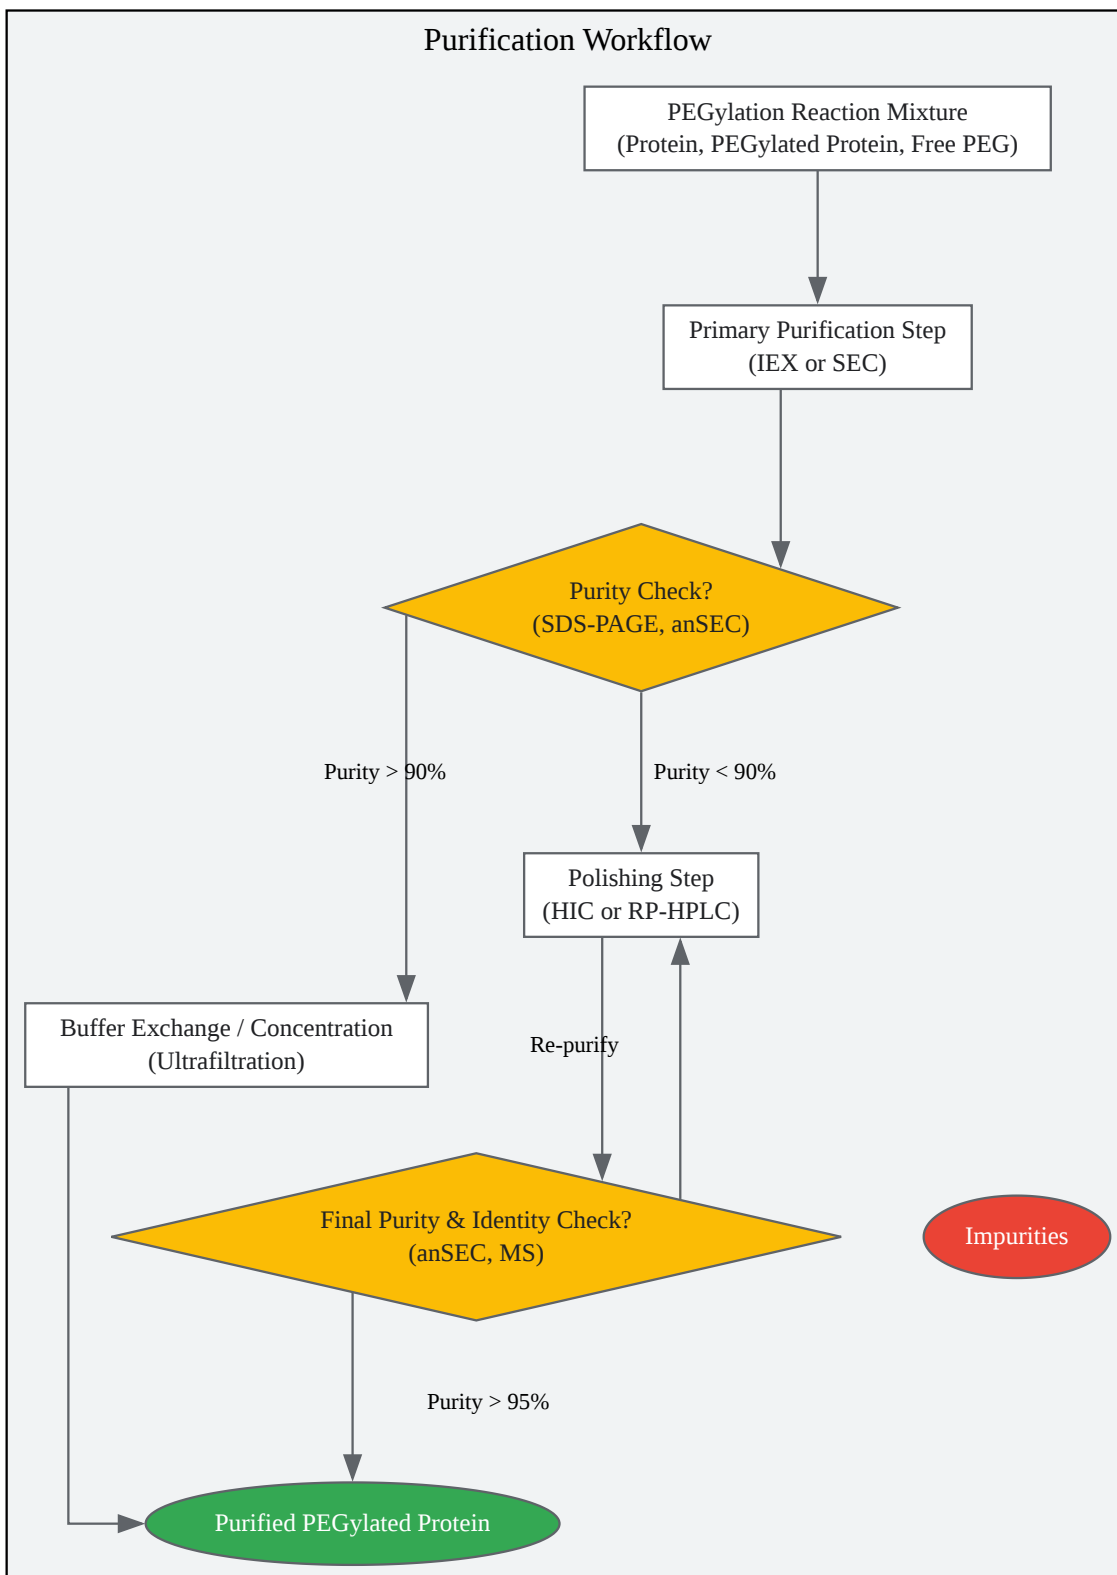 Purification Workflow
PEGylation Reaction Mixture
(Protein, PEGylated Protein, Free PEG)
Primary Purification Step
(IEX or SEC)
Purity Check?
(SDS-PAGE, anSEC)
Purity > 90%
Purity < 90%
Polishing Step
(HIC or RP-HPLC)
Buffer Exchange / Concentration
(Ultrafiltration)
Re-purify
Final Purity & Identity Check?
(anSEC, MS)
Impurities
Purity > 95%
Purified PEGylated Protein